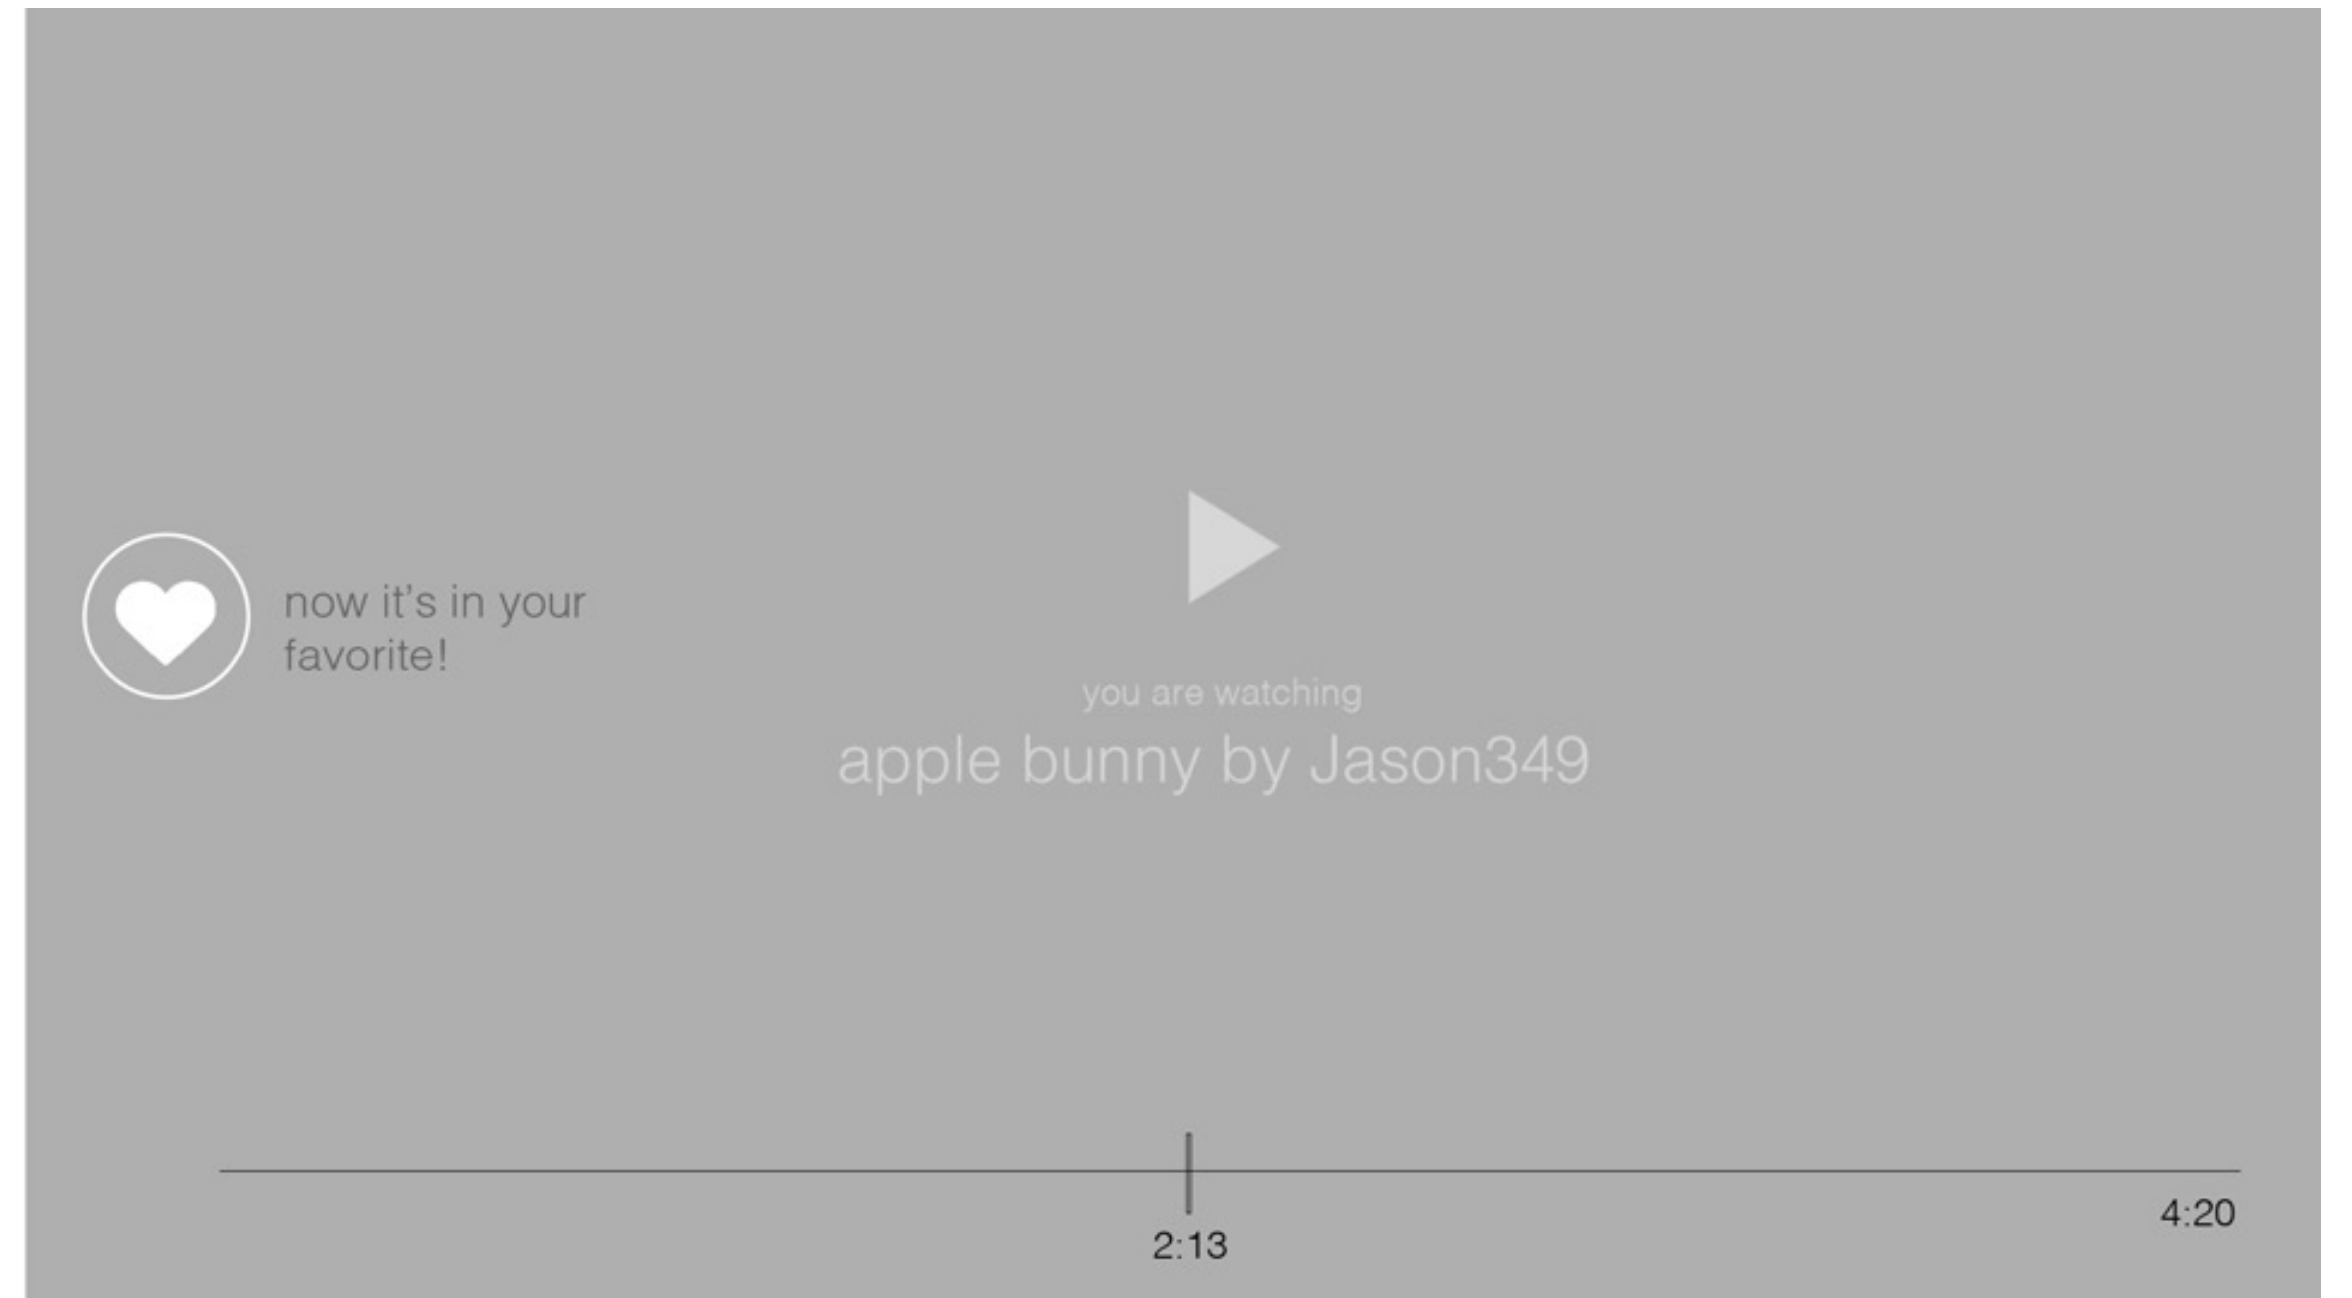 now it's in your
favorite!
you are watching
apple bunny by Jason349
4:20
2:13